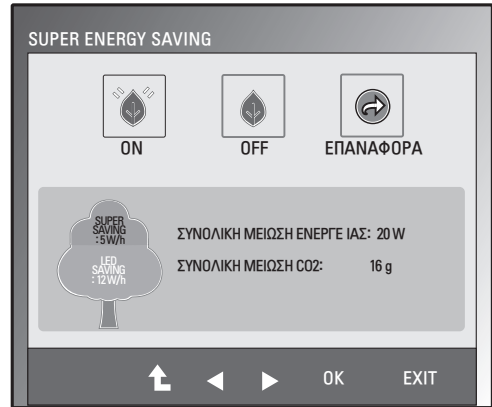 SUPER ENERGY SAVING
ON OFF ΕΠΑΝΑΦΟΡΑ
SUPER
SAVING
: 5W/h
LED
SAVING
: 12W/h
ΣΥΝΟΛΙΚΗ ΜΕΙΩΣΗ ΕΝΕΡΓΕ ΙΑΣ: 20 W
ΣΥΝΟΛΙΚΗ ΜΕΙΩΣΗ CO2: 16 g
OK EXIT